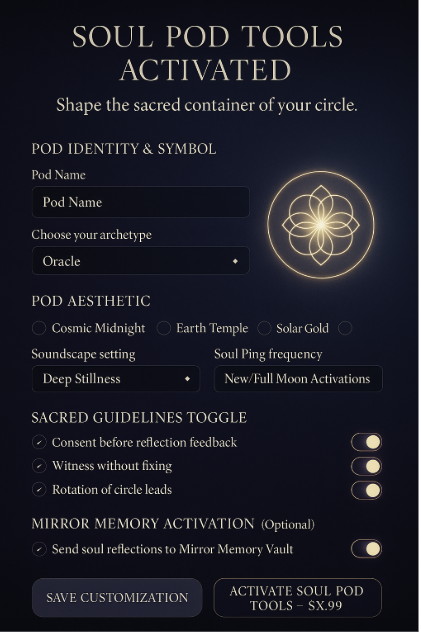 SOUL POD TOOLS
ACTIVATED
Shape the sacred container of your circle.
POD IDENTITY & SYMBOL
Pod Name
Pod Name
Choose your archetype
Oracle
POD AESTHETIC
Cosmic Midnight Earth Temple Solar Gold
Soundscape setting Soul Ping frequency
Deep Stillness New/Full Moon Activations
SACRED GUIDELINES TOGGLE
Consent before reflection feedback
Witness without fixing
Rotation of circle leads
MIRROR MEMORY ACTIVATION (Optional)
Send soul reflections to Mirror Memory Vault
SAVE CUSTOMIZATION
ACTIVATE SOUL POD
TOOLS – $X.99